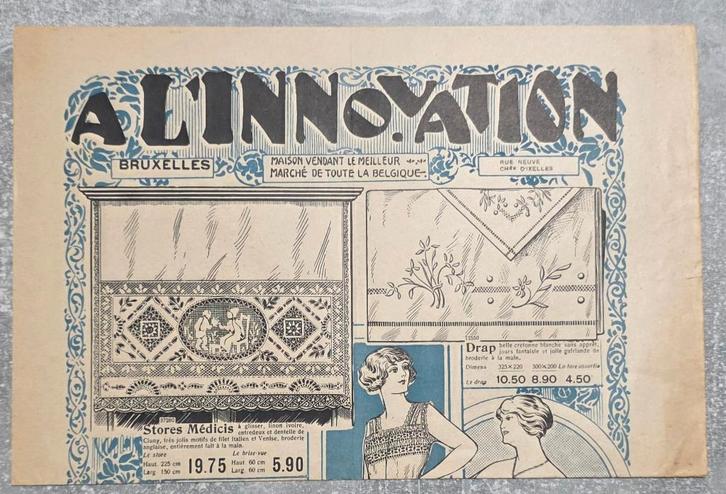 A L'INNOVATION
BRUXELLES
MAISON VENDANT LE MEILLEUR
MARCHÉ DE TOUTE LA BELGIQUE
RUE NEUVE
CHée D'IXELLES
Stores Médicis à glisser, linon ivoire,
entredeux et dentelle de
Cluny, très jolis motifs de filet Italien et Venise, broderie
anglaise, entièrement fait à la main.
Le store
Le brise-vue
Haut. 225 cm
Larg 150 cm
19.75
Haut. 60 cm
Larg. 60 cm
5.90
Drap belle cretonne blanche sans apprêt,
jours fantaisie et jolie guirlande de
broderie à la main.
Dimens 325×220 300×200 La taie assortie
Le drap 10.50 8.90 4.50